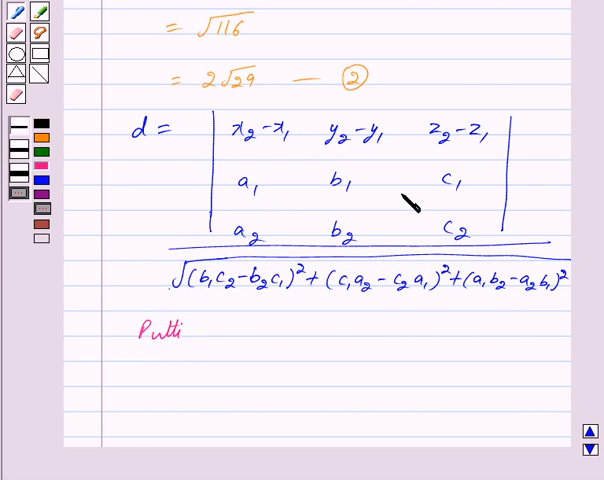 = √116
= 2√29 — ②
d = | x₂-x₁ y₂-y₁ z₂-z₁ |
a₁ b₁ c₁
a₂ b₂ c₂
√(b₁c₂-b₂c₁)²+(c₁a₂-c₂a₁)²+(a₁b₂-a₂b₁)²
Putti